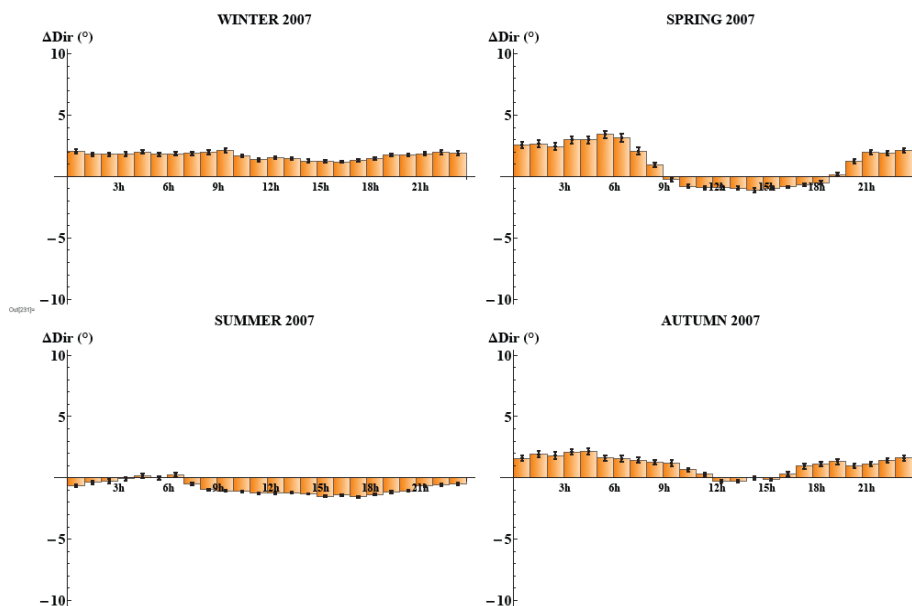 WINTER 2007
ΔDir (°)
10
5
3h 6h 9h 12h 15h 18h 21h
−5
−10
SPRING 2007
ΔDir (°)
10
5
3h 6h 9h 12h 15h 18h 21h
−5
−10
Out[231]=
SUMMER 2007
ΔDir (°)
10
5
3h 6h 9h 12h 15h 18h 21h
−5
−10
AUTUMN 2007
ΔDir (°)
10
5
3h 6h 9h 12h 15h 18h 21h
−5
−10